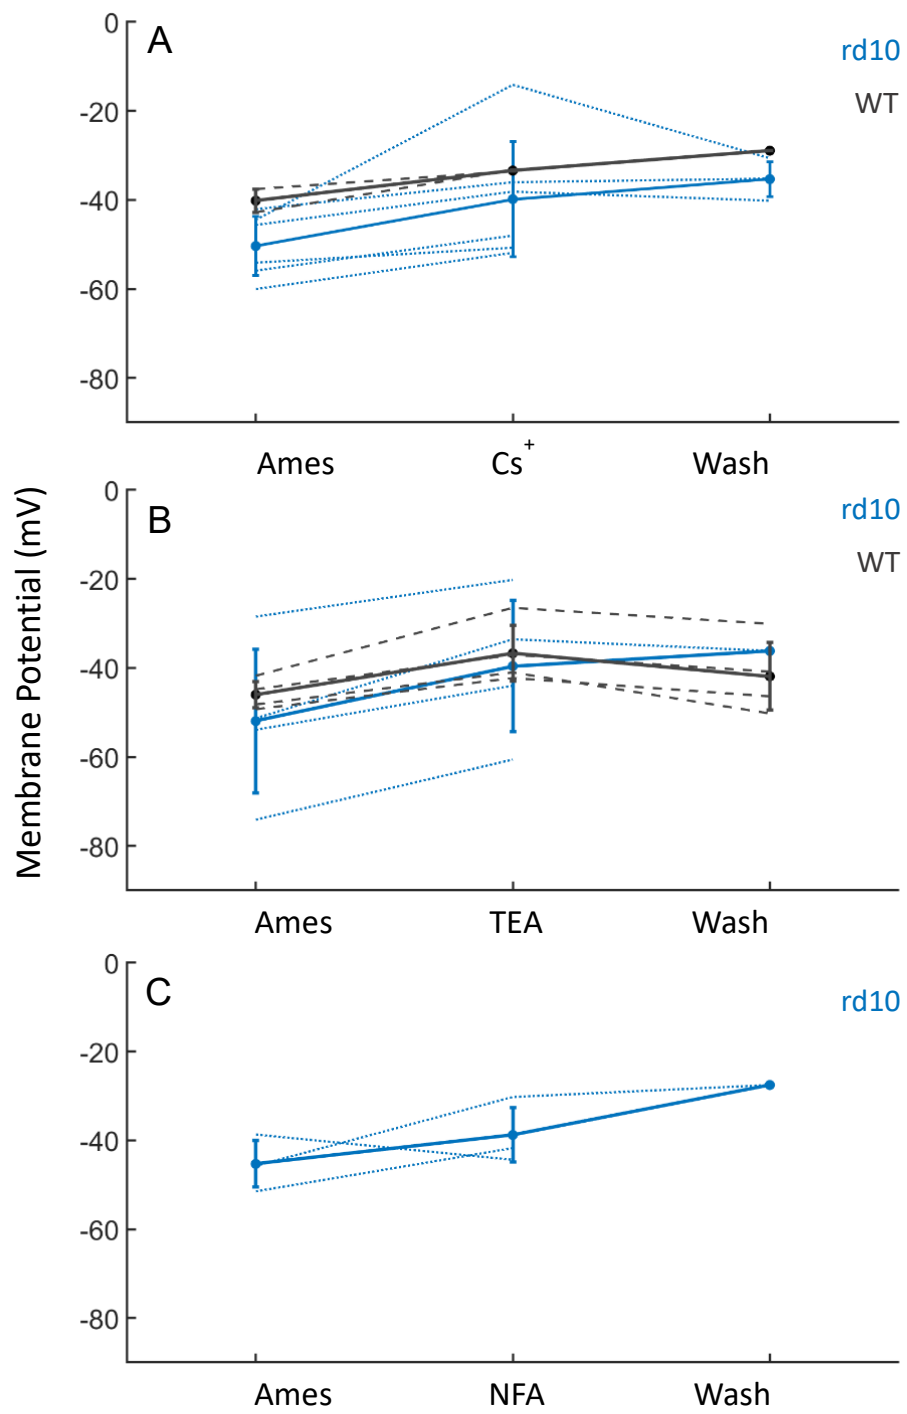 Membrane Potential (mV)
A
rd10
WT
0
-20
-40
-60
-80
Ames Cs+ Wash
B
rd10
WT
0
-20
-40
-60
-80
Ames TEA Wash
C
rd10
0
-20
-40
-60
-80
Ames NFA Wash